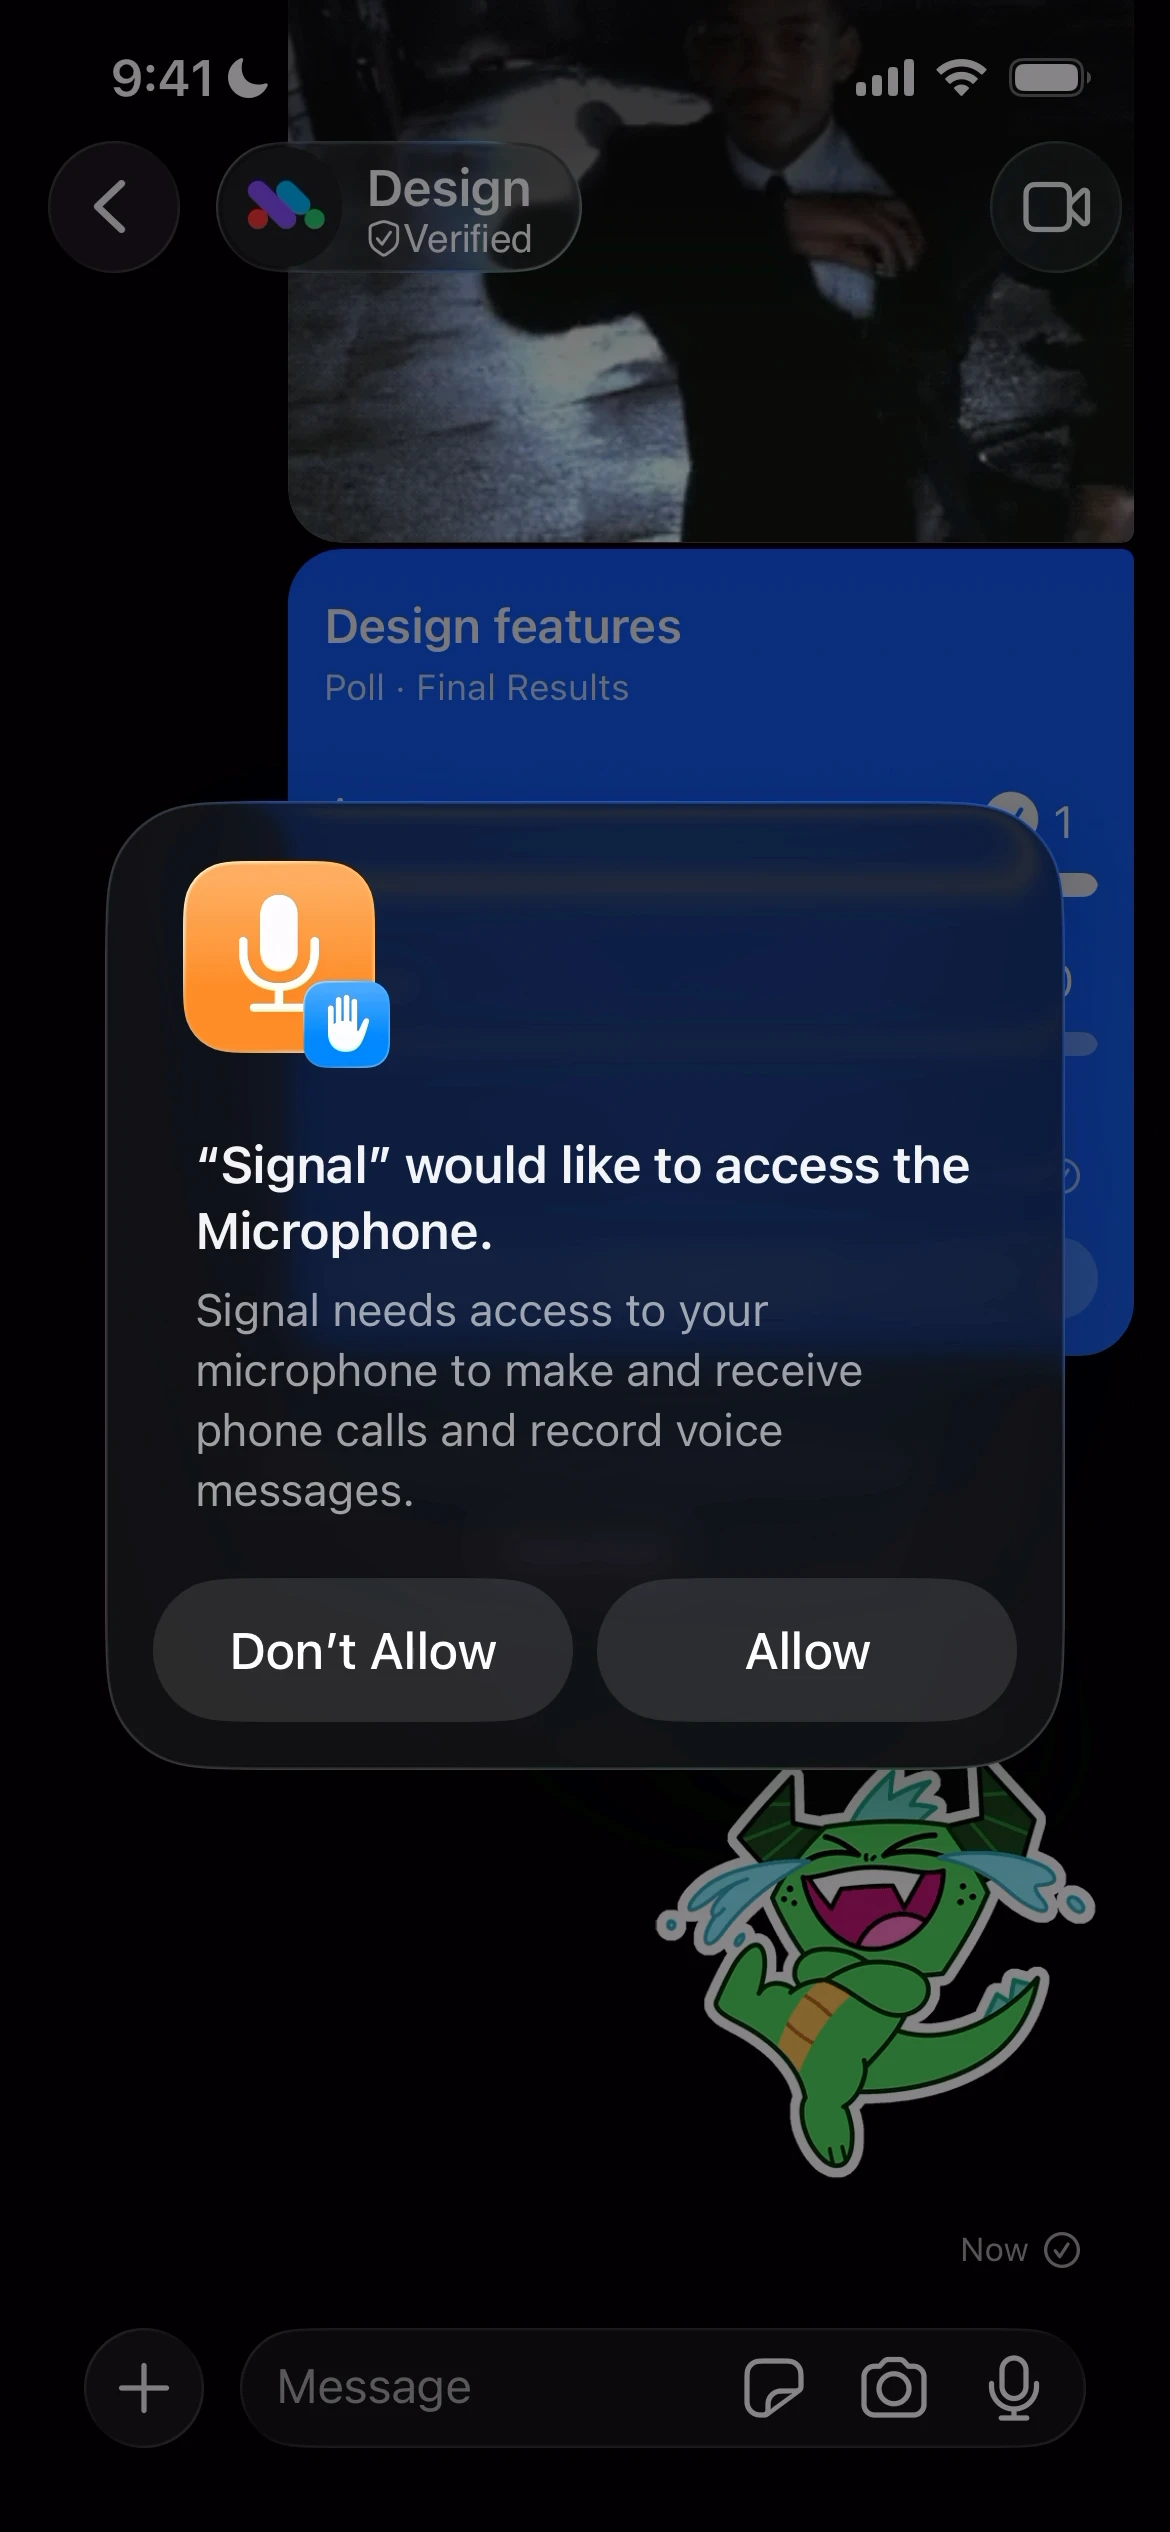 9:41
Design
Verified
Design features
Poll · Final Results
1
“Signal” would like to access the
Microphone.
Signal needs access to your
microphone to make and receive
phone calls and record voice
messages.
Don’t Allow
Allow
Now
Message